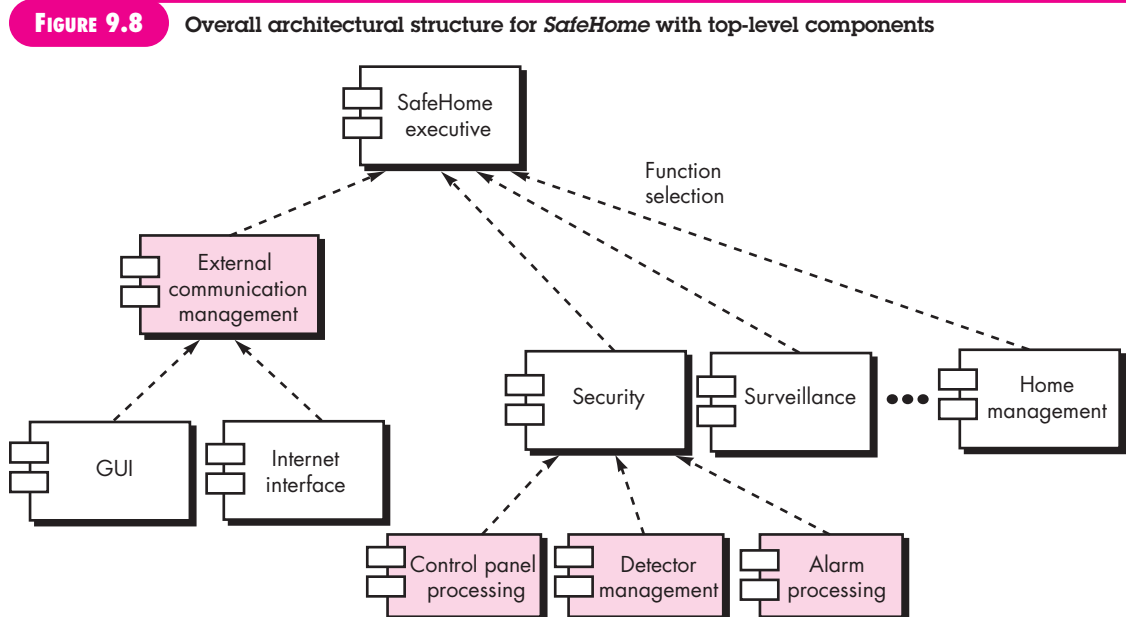 FIGURE 9.8 Overall architectural structure for SafeHome with top-level components
SafeHome
executive
Function
selection
External
communication
management
Security
Surveillance
Home
management
GUI
Internet
interface
Control panel
processing
Detector
management
Alarm
processing